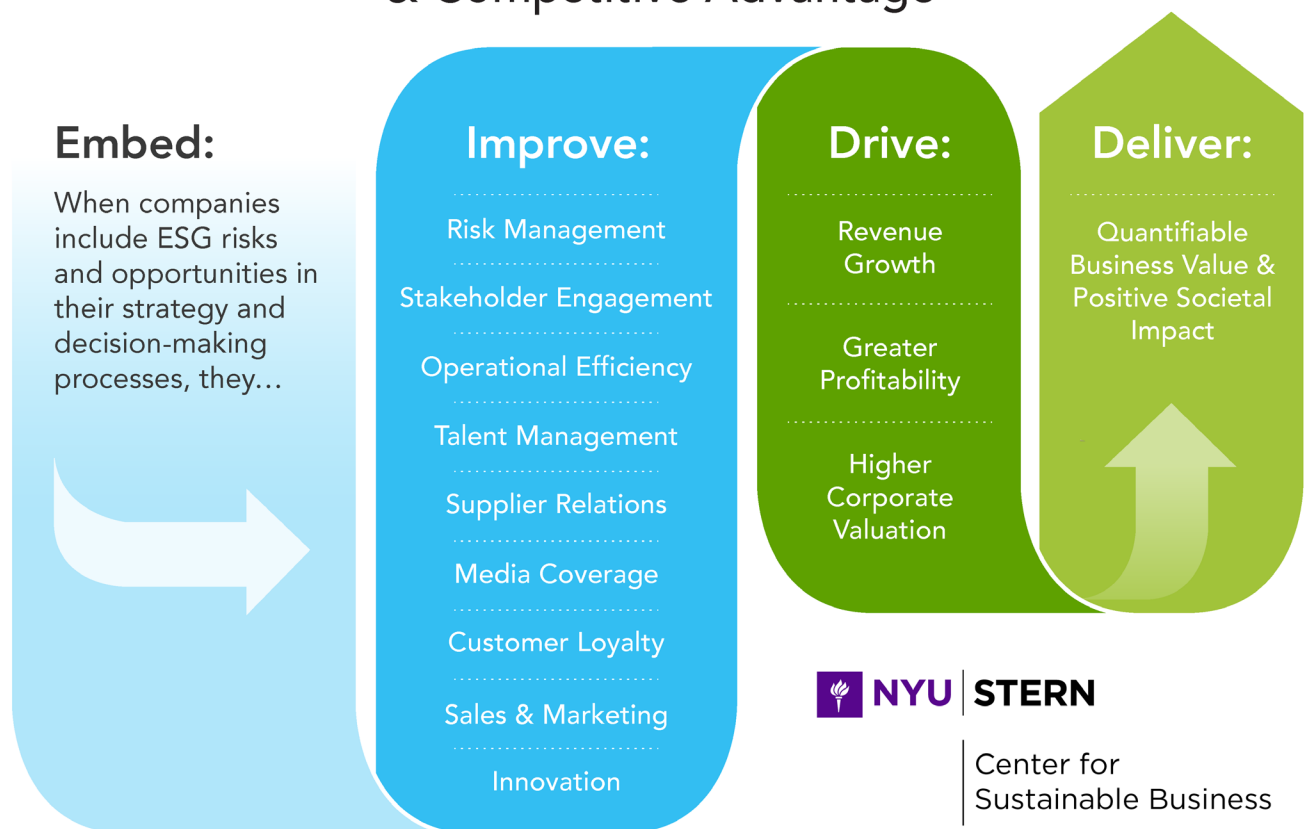 & Competitive Advantage
Embed:
When companies
include ESG risks
and opportunities in
their strategy and
decision-making
processes, they…
Improve:
Risk Management
Stakeholder Engagement
Operational Efficiency
Talent Management
Supplier Relations
Media Coverage
Customer Loyalty
Sales & Marketing
Innovation
Drive:
Revenue
Growth
Greater
Profitability
Higher
Corporate
Valuation
Deliver:
Quantifiable
Business Value &
Positive Societal
Impact
NYU STERN
Center for
Sustainable Business